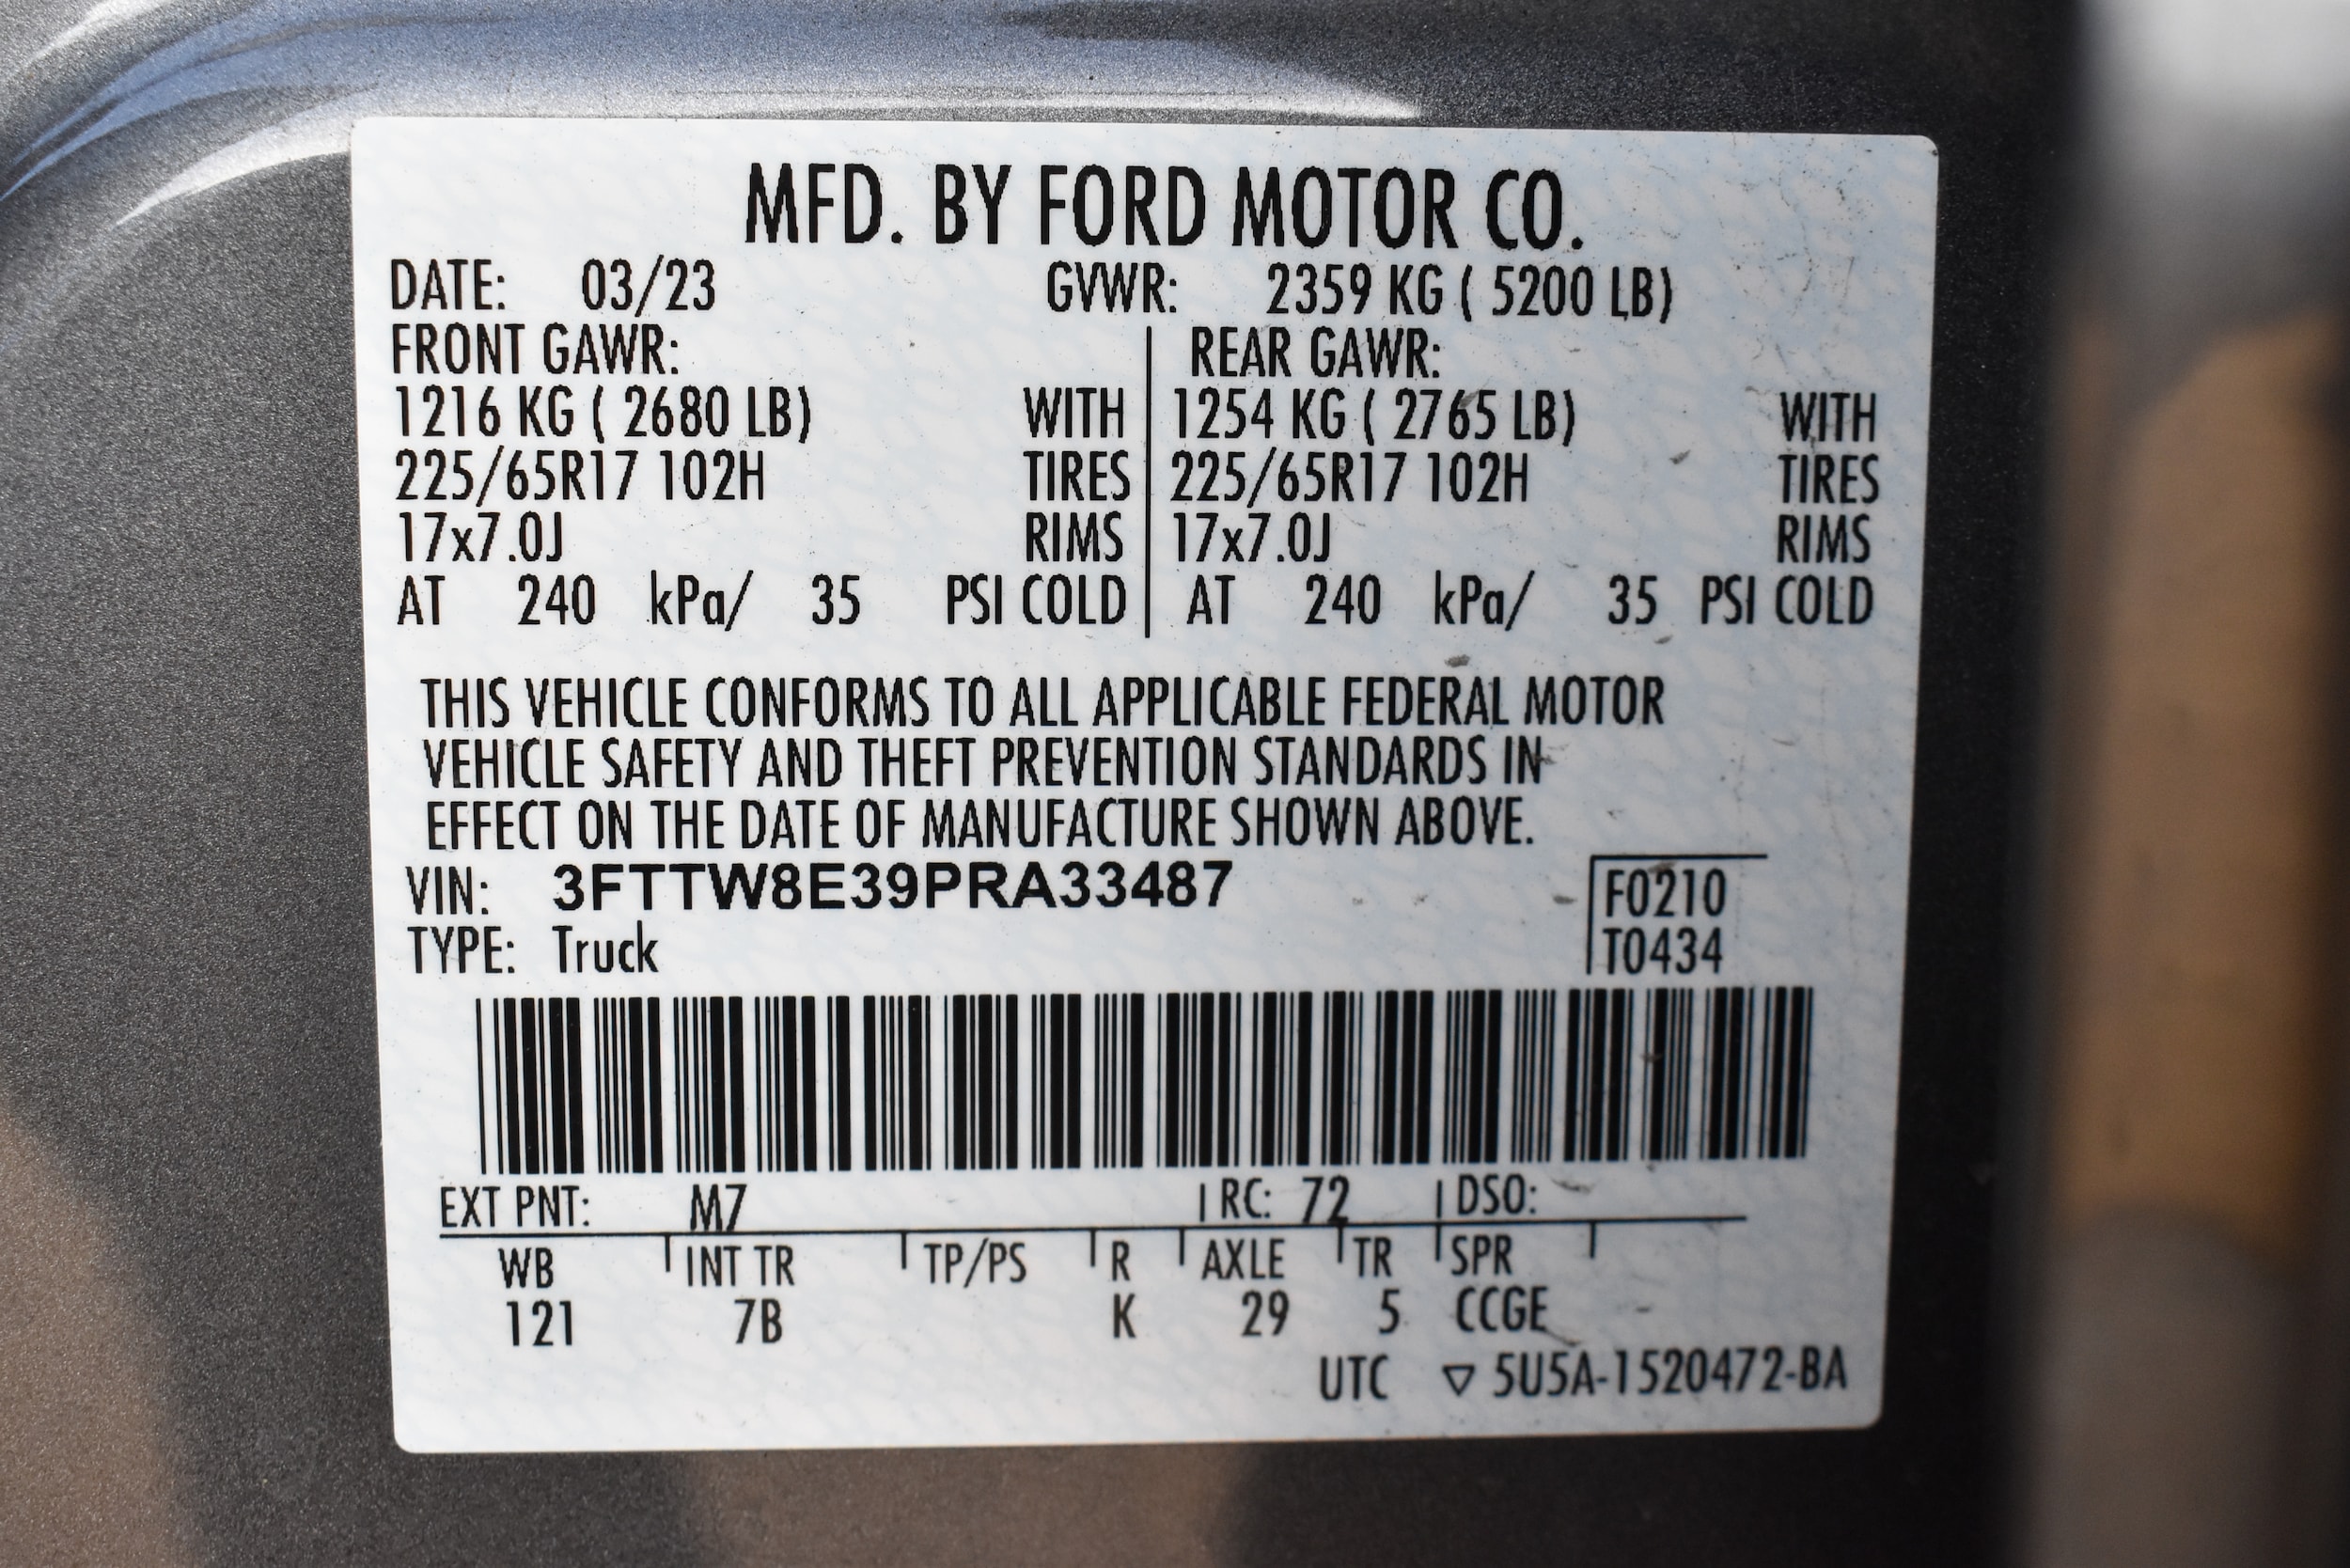 MFD. BY FORD MOTOR CO.
DATE: 03/23 GVWR: 2359 KG ( 5200 LB)
FRONT GAWR: REAR GAWR:
1216 KG ( 2680 LB) WITH 1254 KG ( 2765 LB) WITH
225/65R17 102H TIRES 225/65R17 102H TIRES
17x7.0J RIMS 17x7.0J RIMS
AT 240 kPa/ 35 PSI COLD AT 240 kPa/ 35 PSI COLD
THIS VEHICLE CONFORMS TO ALL APPLICABLE FEDERAL MOTOR
VEHICLE SAFETY AND THEFT PREVENTION STANDARDS IN
EFFECT ON THE DATE OF MANUFACTURE SHOWN ABOVE.
VIN: 3FTTW8E39PRA33487 F0210
TYPE: Truck T0434
EXT PNT: M7 RC: 72 DSO:
WB INT TR TP/PS R AXLE TR SPR
121 7B K 29 5 CCGE
UTC ▽ 5U5A-1520472-BA